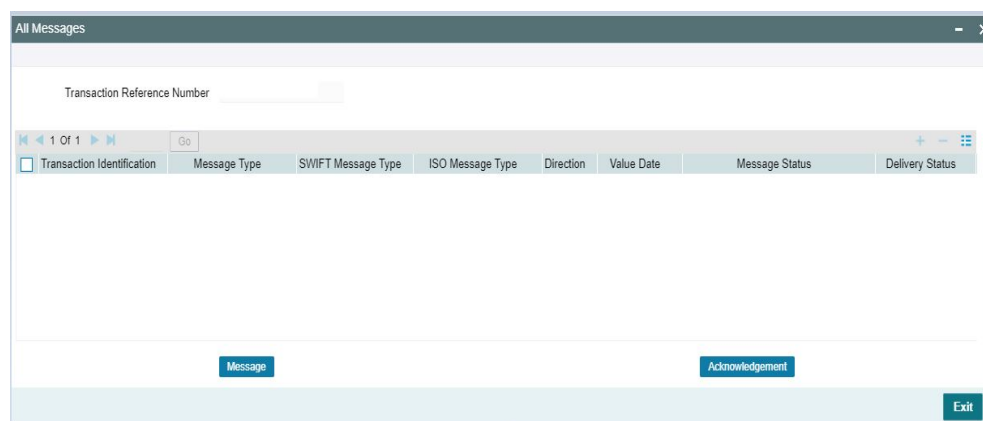 All Messages
Transaction Reference Number
1 Of 1 Go
Transaction Identification Message Type SWIFT Message Type ISO Message Type Direction Value Date Message Status Delivery Status
Message Acknowledgement
Exit